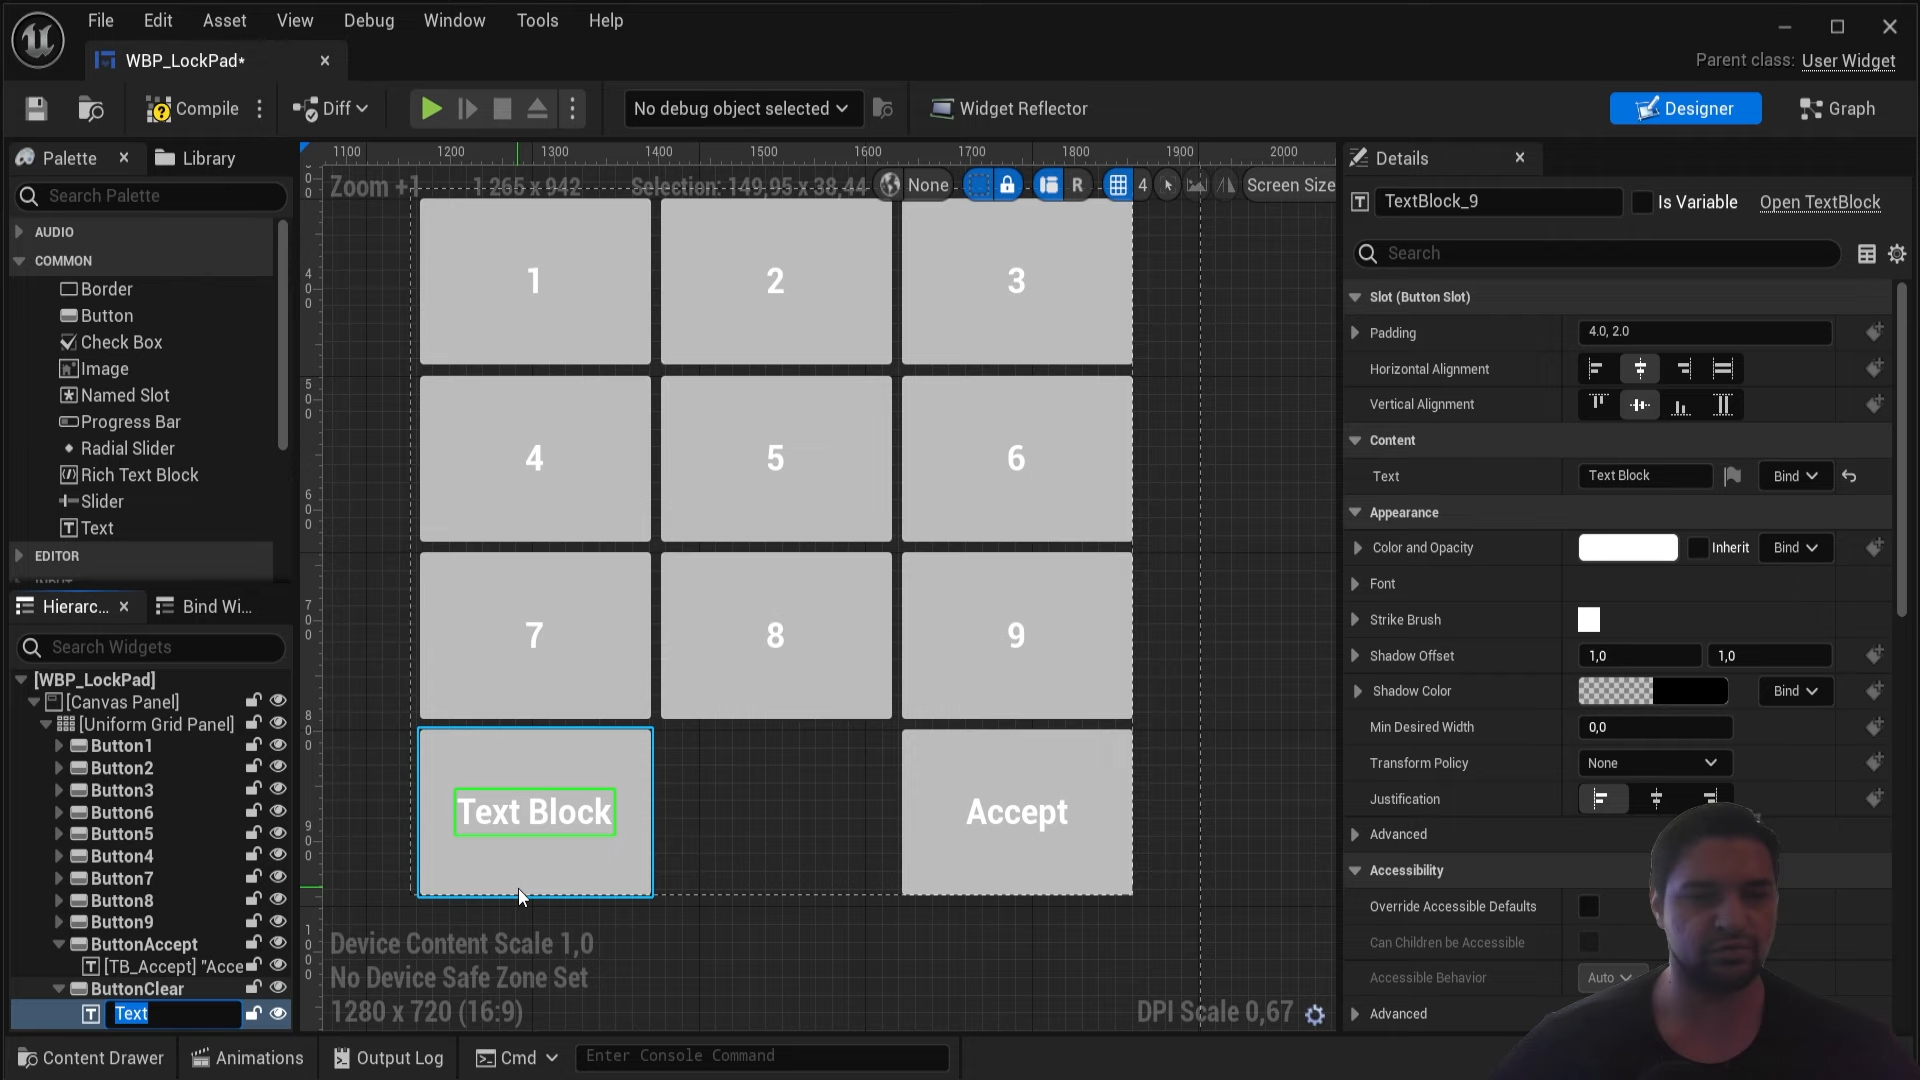 File Edit Asset View Debug Window Tools Help
WBP_LockPad*
Parent class: User Widget
Compile
Diff
No debug object selected
Widget Reflector
Designer
Graph
Palette
Library
Search Palette
AUDIO
COMMON
Border
Button
Check Box
Image
Named Slot
Progress Bar
Radial Slider
Rich Text Block
Slider
Text
EDITOR
Hierarc...
Bind Wi...
Search Widgets
[WBP_LockPad]
[Canvas Panel]
[Uniform Grid Panel]
Button1
Button2
Button3
Button6
Button5
Button4
Button7
Button8
Button9
ButtonAccept
[TB_Accept] "Acce
ButtonClear
Text
1100 1200 1300 1400 1500 1600 1700 1800 1900 2000
Zoom +1
1 265 x 942
Selection: 149,95 x 38,44
None
R
4
Screen Size
1 2 3
4 5 6
7 8 9
Text Block
Accept
Device Content Scale 1,0
No Device Safe Zone Set
1280 x 720 (16:9)
DPI Scale 0,67
Details
TextBlock_9
Is Variable
Open TextBlock
Search
Slot (Button Slot)
Padding
4.0, 2.0
Horizontal Alignment
Vertical Alignment
Content
Text
Text Block
Bind
Appearance
Color and Opacity
Inherit
Bind
Font
Strike Brush
Shadow Offset
1,0
1,0
Shadow Color
Bind
Min Desired Width
0,0
Transform Policy
None
Justification
Advanced
Accessibility
Override Accessible Defaults
Can Children be Accessible
Accessible Behavior
Auto
Advanced
Content Drawer
Animations
Output Log
Cmd
Enter Console Command